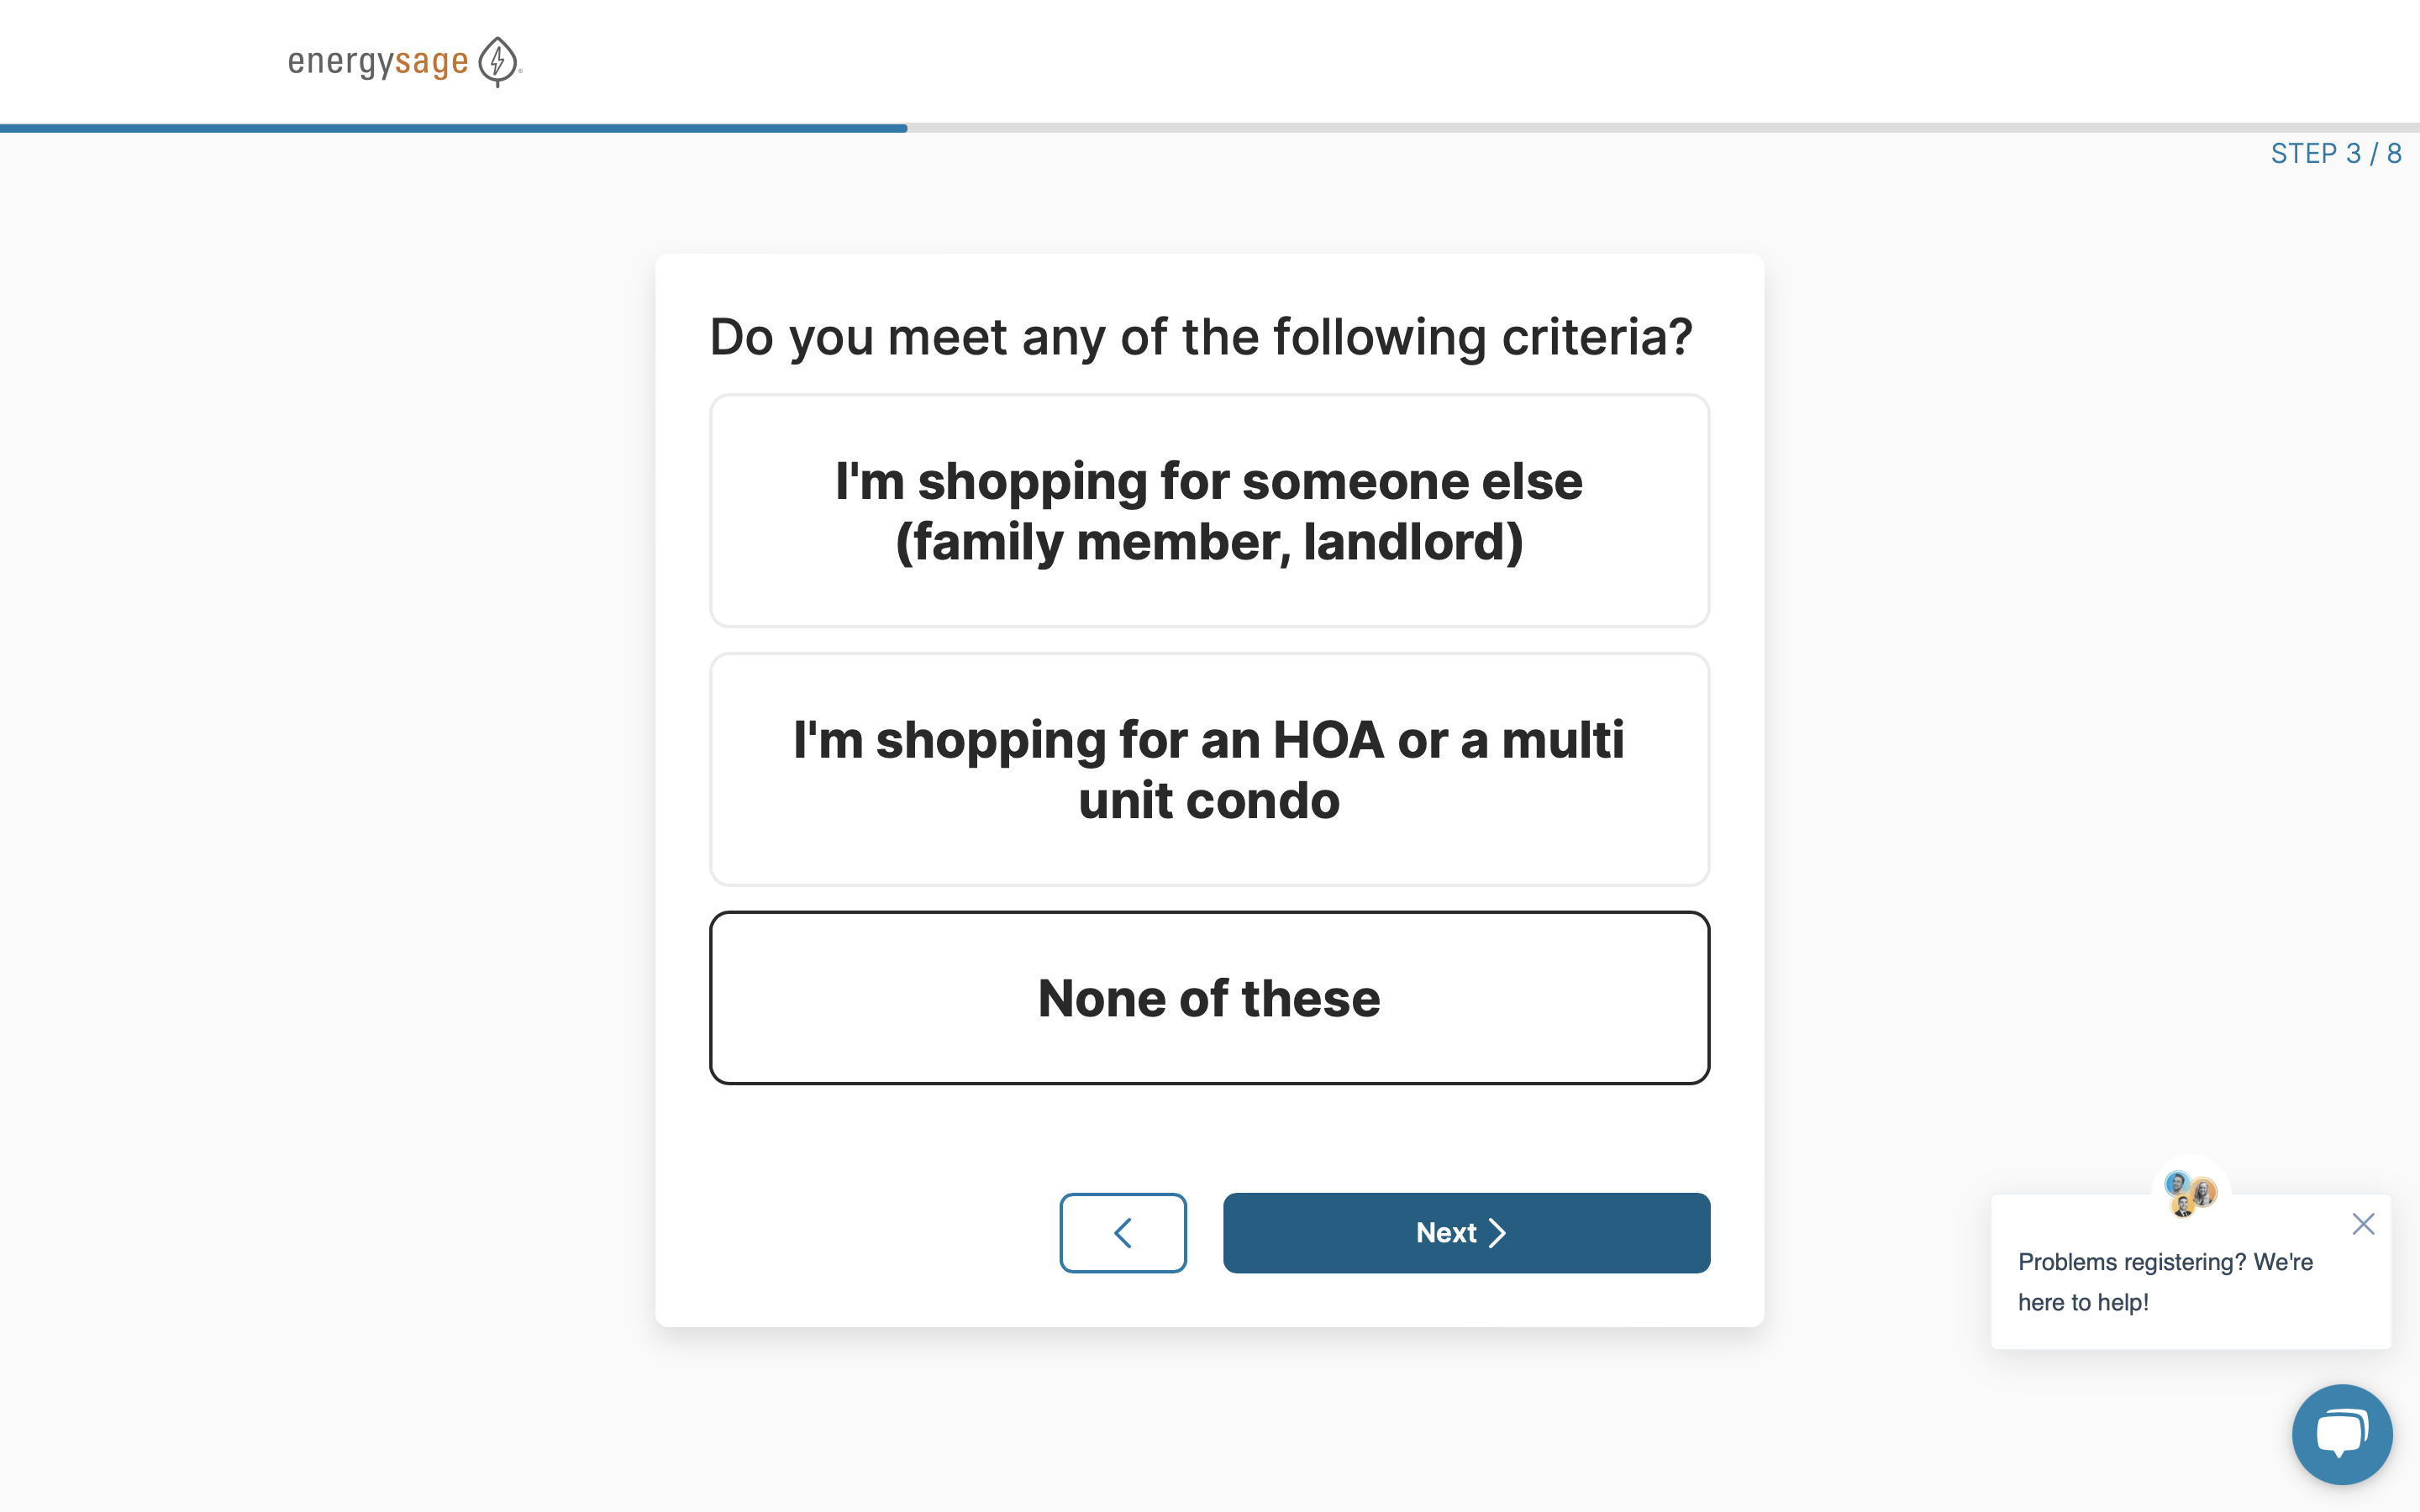 energysage
STEP 3 / 8
Do you meet any of the following criteria?
I'm shopping for someone else
(family member, landlord)
I'm shopping for an HOA or a multi
unit condo
None of these
Next
Problems registering? We're
here to help!